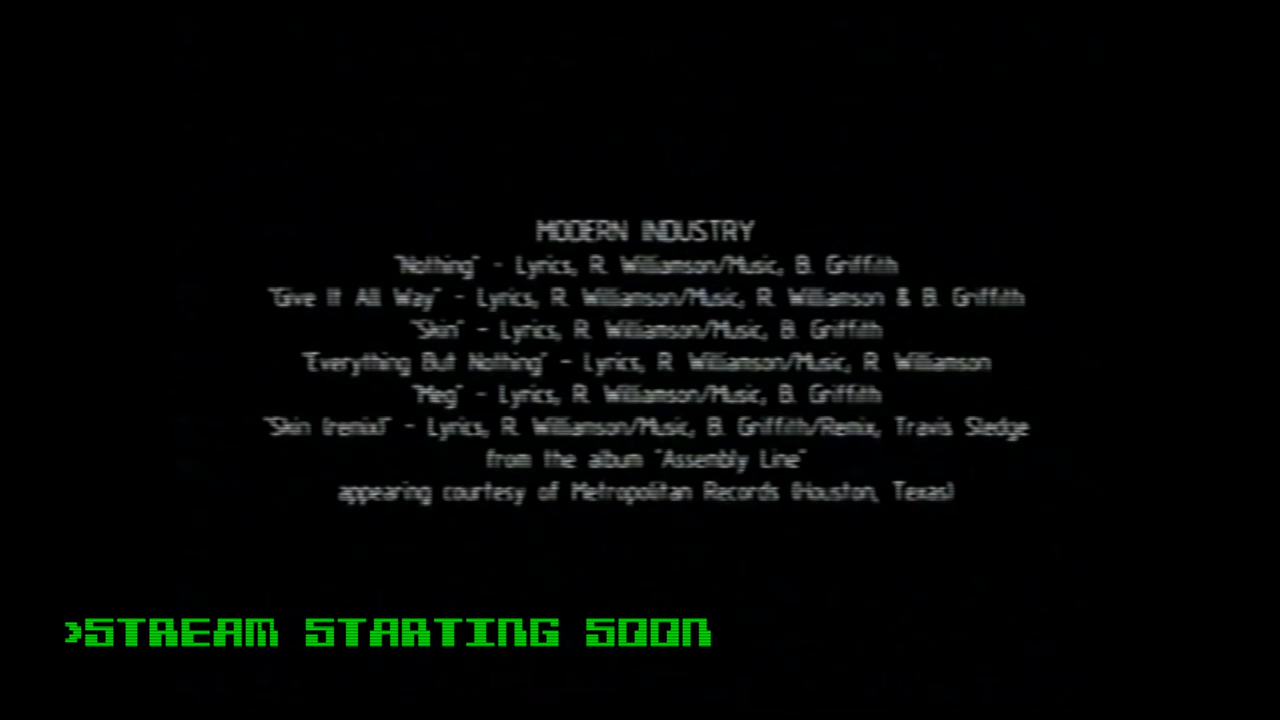 MODERN INDUSTRY
"Nothing" - Lyrics, R. Williamson/Music, B. Griffith
"Give It All Way" - Lyrics, R. Williamson/Music, R. Williamson & B. Griffith
"Skin" - Lyrics, R. Williamson/Music, B. Griffith
"Everything But Nothing" - Lyrics, R. Williamson/Music, R. Williamson
"Meg" - Lyrics, R. Williamson/Music, B. Griffith
"Skin (remix)" - Lyrics, R. Williamson/Music, B. Griffith/Remix, Travis Sledge
from the album "Assembly Line"
appearing courtesy of Metropolitan Records (Houston, Texas)
>STREAM STARTING SOON